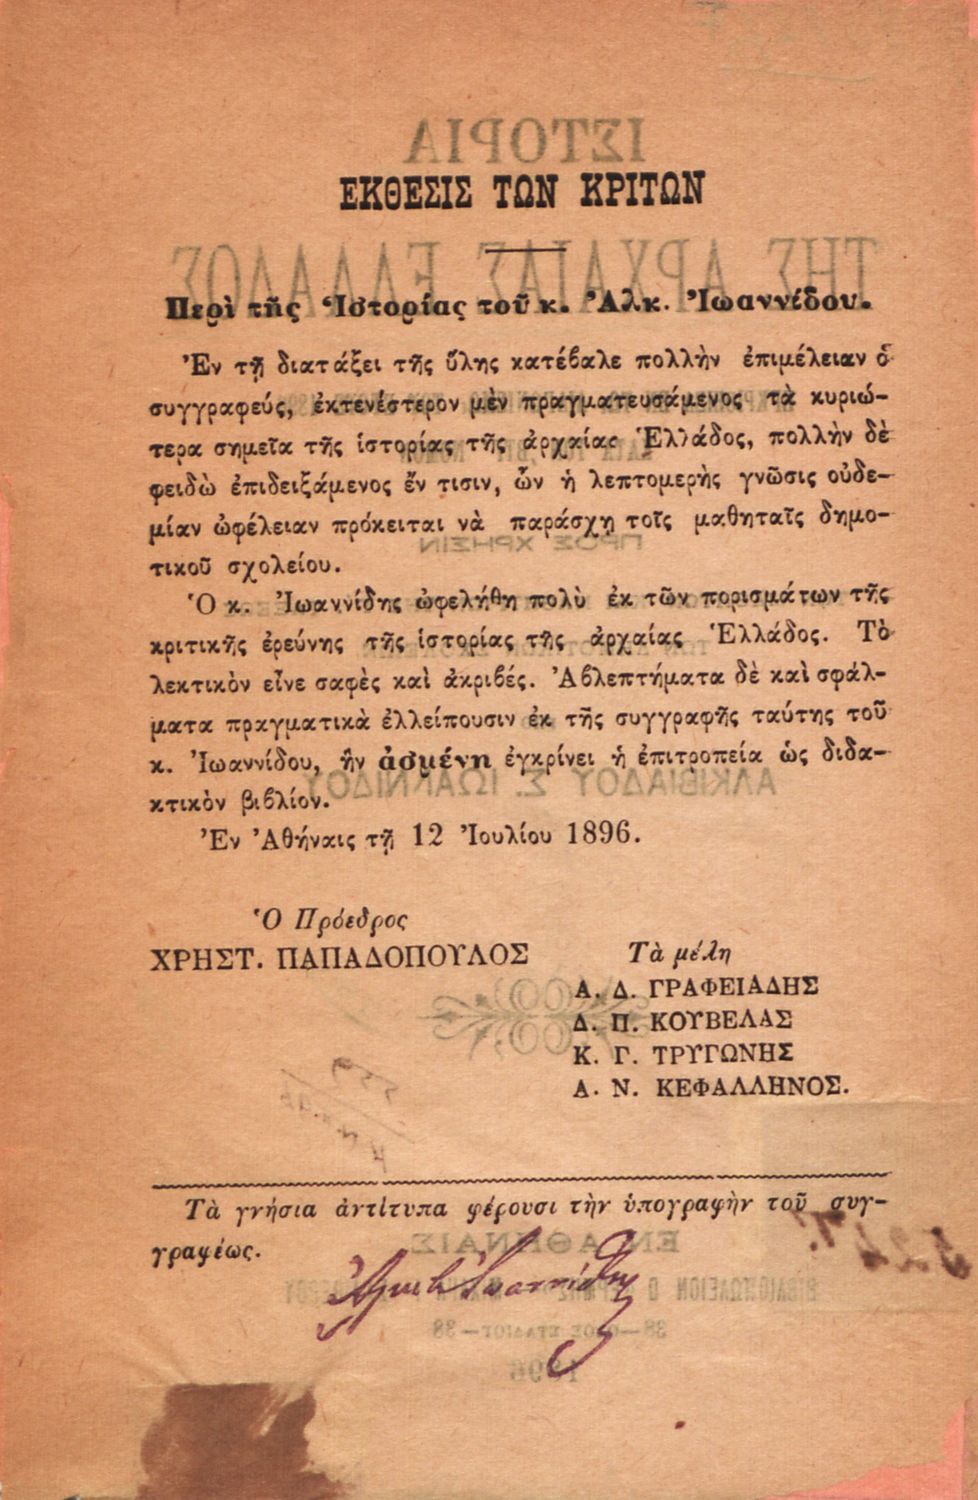 ΕΚΘΕΣΙΣ ΤΩΝ ΚΡΙΤΩΝ
Περὶ τῆς Ἱστορίας τοῦ κ. Ἀλκ. Ἰωαννίδου.
Ἐν τῇ διατάξει τῆς ὕλης κατέβαλε πολλὴν ἐπιμέλειαν ὁ
συγγραφεύς, ἐκτενέστερον μὲν πραγματευσάμενος τὰ κυριώ-
τερα σημεῖα τῆς ἱστορίας τῆς ἀρχαίας Ἑλλάδος, πολλὴν δὲ
φειδὼ ἐπιδειξάμενος ἔν τισιν, ὧν ἡ λεπτομερὴς γνῶσις οὐδε-
μίαν ὠφέλειαν πρόκειται νὰ παράσχῃ τοῖς μαθηταῖς δημο-
τικοῦ σχολείου.
Ὁ κ. Ἰωαννίδης ὠφελήθη πολὺ ἐκ τῶν πορισμάτων τῆς
κριτικῆς ἐρεύνης τῆς ἱστορίας τῆς ἀρχαίας Ἑλλάδος. Τὸ
λεκτικὸν εἶνε σαφὲς καὶ ἀκριβές. Ἀβλεπτήματα δὲ καὶ σφάλ-
ματα πραγματικὰ ἐλλείπουσιν ἐκ τῆς συγγραφῆς ταύτης τοῦ
κ. Ἰωαννίδου, ἣν ἀσμένη ἐγκρίνει ἡ ἐπιτροπεία ὡς διδα-
κτικὸν βιβλίον.
Ἐν Ἀθήναις τῇ 12 Ἰουλίου 1896.
Ὁ Πρόεδρος
ΧΡΗΣΤ. ΠΑΠΑΔΟΠΟΥΛΟΣ
Τὰ μέλη
Α. Δ. ΓΡΑΦΕΙΑΔΗΣ
Δ. Π. ΚΟΥΒΕΛΑΣ
Κ. Γ. ΤΡΥΓΩΝΗΣ
Α. Ν. ΚΕΦΑΛΛΗΝΟΣ.
Τὰ γνήσια ἀντίτυπα φέρουσι τὴν ὑπογραφὴν τοῦ συγ-
γραφέως.